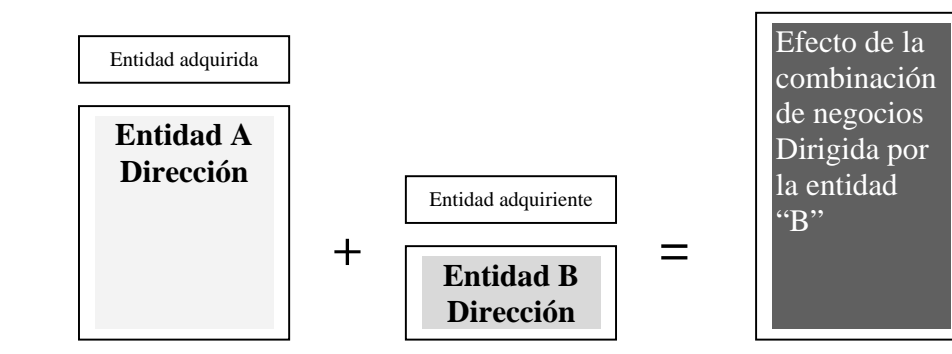 Entidad adquirida
Entidad A
Dirección
+
Entidad adquiriente
Entidad B
Dirección
=
Efecto de la
combinación
de negocios
Dirigida por
la entidad
“B”